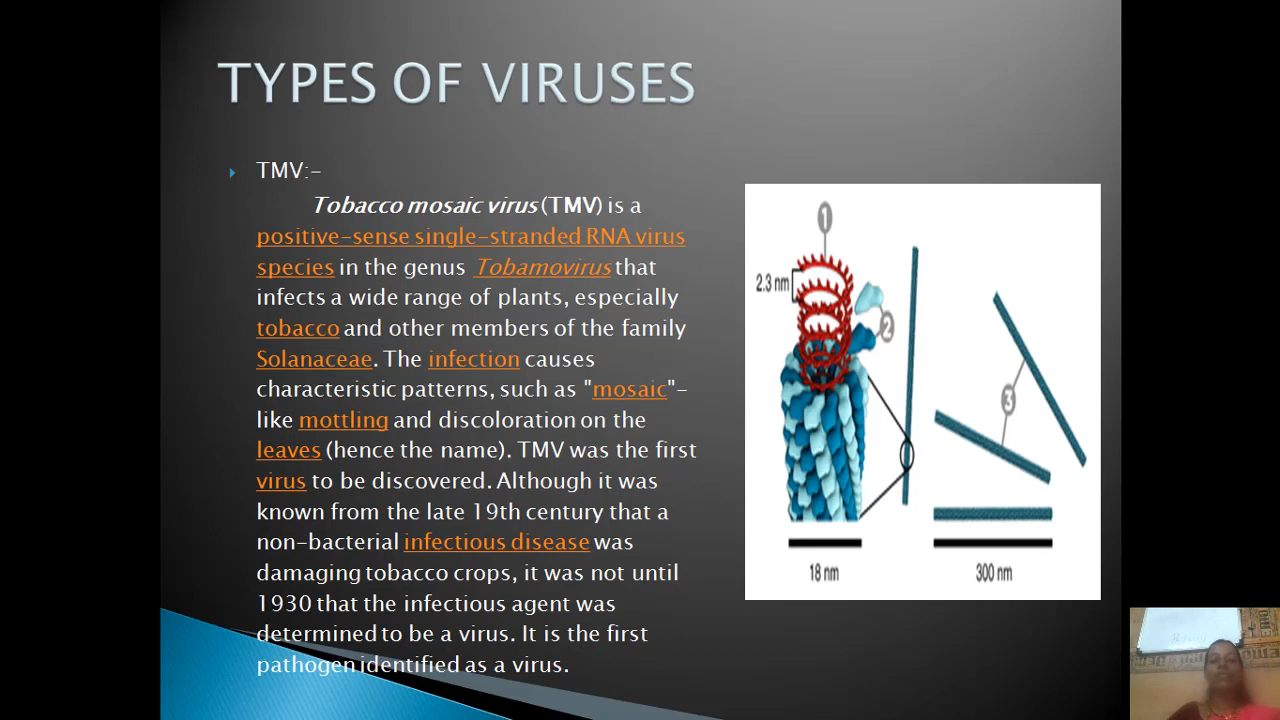 TYPES OF VIRUSES
TMV:-
Tobacco mosaic virus (TMV) is a
positive-sense single-stranded RNA virus
species in the genus Tobamovirus that
infects a wide range of plants, especially
tobacco and other members of the family
Solanaceae. The infection causes
characteristic patterns, such as "mosaic"-
like mottling and discoloration on the
leaves (hence the name). TMV was the first
virus to be discovered. Although it was
known from the late 19th century that a
non-bacterial infectious disease was
damaging tobacco crops, it was not until
1930 that the infectious agent was
determined to be a virus. It is the first
pathogen identified as a virus.
1
2.3 nm
2
3
18 nm
300 nm